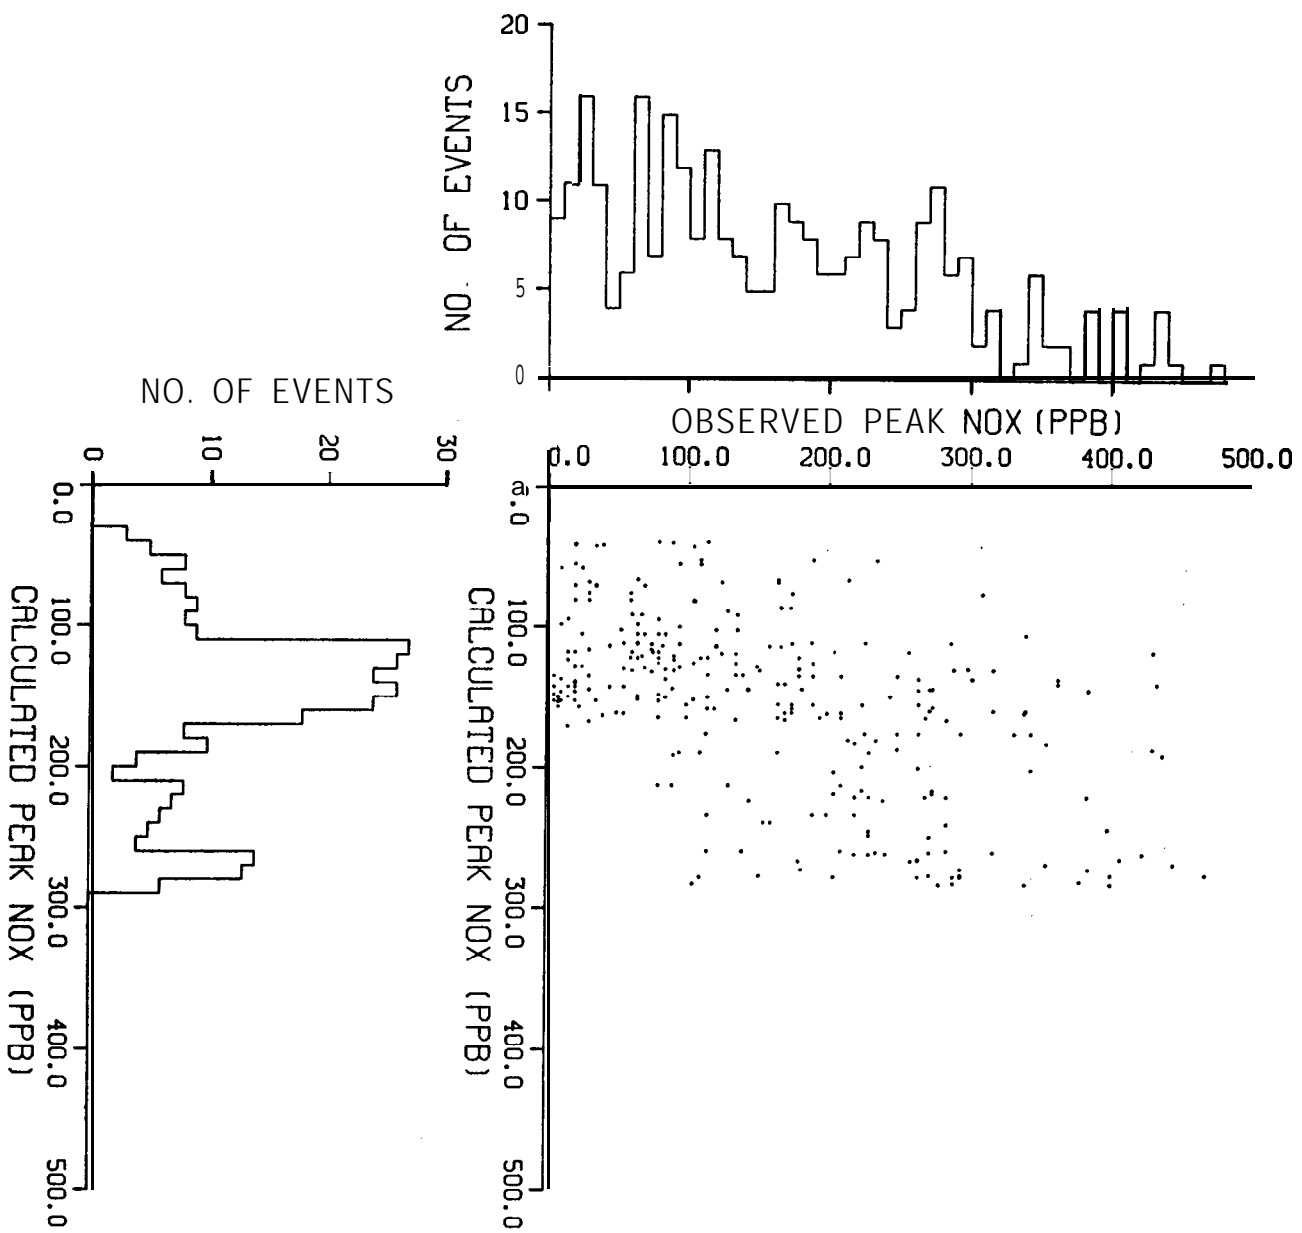 20
15
10
5
0
NO. OF EVENTS
OBSERVED PEAK NOX (PPB)
0.0 100.0 200.0 300.0 400.0 500.0
NO. OF EVENTS
0 10 20 30
0.0 100.0 200.0 300.0 400.0 500.0
CALCULATED PEAK NOX (PPB)
a.0 100.0 200.0 300.0 400.0 500.0
CALCULATED PEAK NOX (PPB)